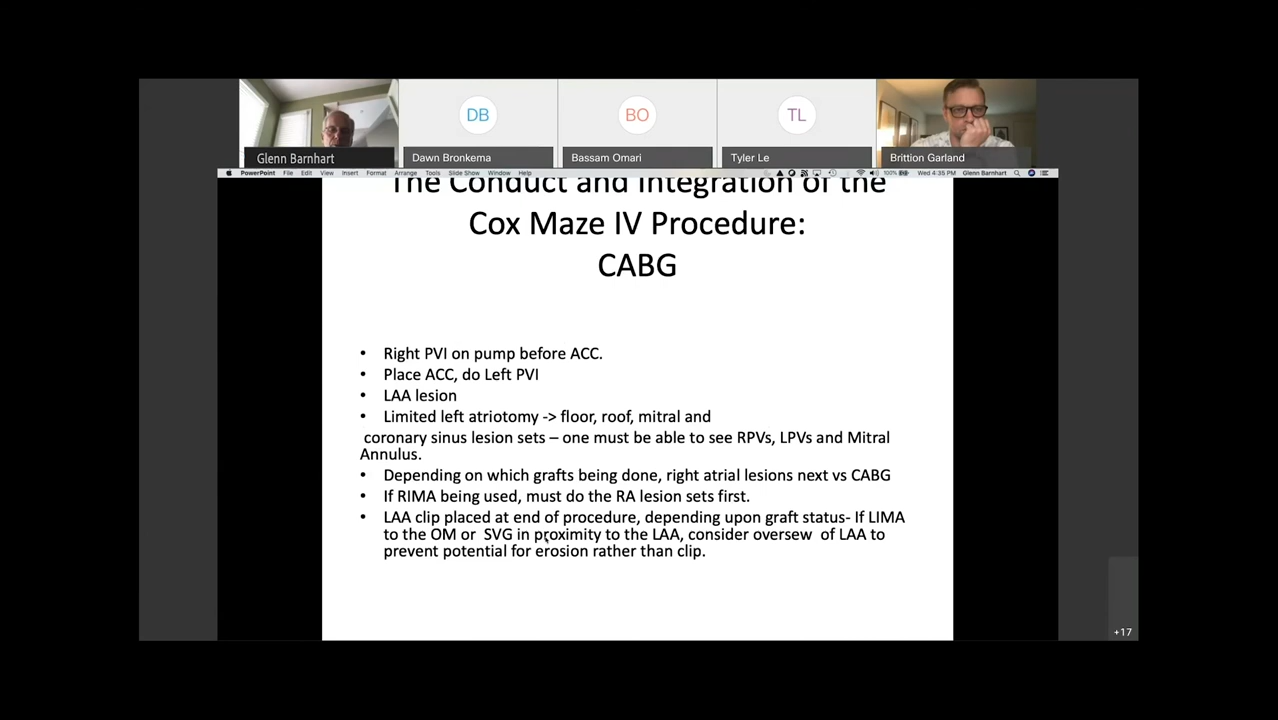 DB
BO
TL
Glenn Barnhart
Dawn Bronkema
Bassam Omari
Tyler Le
Brittion Garland
PowerPoint File Edit View Insert Format Arrange Tools Slide Show Window Help 100% Wed 4:35 PM Glenn Barnhart
The Conduct and Integration of the
Cox Maze IV Procedure:
CABG
• Right PVI on pump before ACC.
• Place ACC, do Left PVI
• LAA lesion
• Limited left atriotomy -> floor, roof, mitral and
coronary sinus lesion sets – one must be able to see RPVs, LPVs and Mitral
Annulus.
• Depending on which grafts being done, right atrial lesions next vs CABG
• If RIMA being used, must do the RA lesion sets first.
• LAA clip placed at end of procedure, depending upon graft status- If LIMA
to the OM or SVG in proximity to the LAA, consider oversew of LAA to
prevent potential for erosion rather than clip.
+17